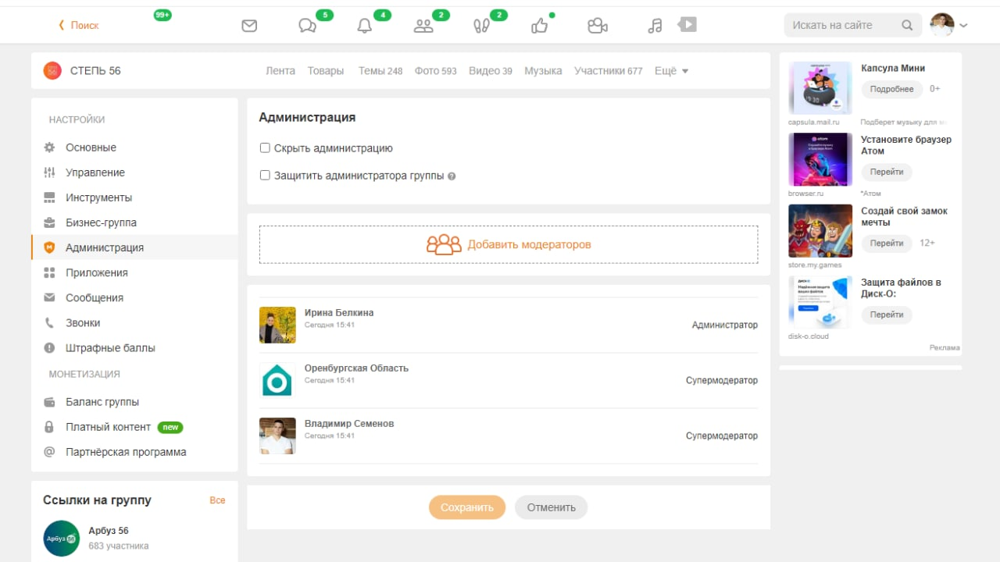 Поиск
99+
5
4
2
2
Искать на сайте
56
СТЕПЬ 56
Лента
Товары
Темы 248
Фото 593
Видео 39
Музыка
Участники 677
Ещё
НАСТРОЙКИ
Основные
Управление
Инструменты
Бизнес-группа
Администрация
Приложения
Сообщения
Звонки
Штрафные баллы
МОНЕТИЗАЦИЯ
Баланс группы
Платный контент new
Партнёрская программа
Ссылки на группу
Все
Арбуз 56
Арбуз 56
683 участника
Администрация
Скрыть администрацию
Защитить администратора группы
Добавить модераторов
Ирина Белкина
Сегодня 15:41
Администратор
Оренбургская Область
Сегодня 15:41
Супермодератор
Владимир Семенов
Сегодня 15:41
Супермодератор
Сохранить
Отменить
Капсула Мини
Подробнее
0+
capsula.mail.ru
Подберет музыку для
atom
Установите браузер
Атом
Перейти
browser.ru
*Атом
Создай свой замок
мечты
Перейти
12+
store.my.games
Защита файлов в
Диск-О:
Перейти
disk-o.cloud
Реклама